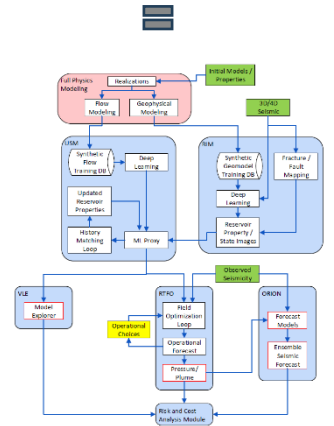 Full Physics
Modeling
Realizations
Initial Models /
Properties
Flow
Modeling
Geophysical
Modeling
3D/4D
Seismic
USM
RIM
Synthetic
Flow
Training DB
Deep
Learning
Synthetic
Geomodel
Training DB
Fracture /
Fault
Mapping
Deep
Learning
Updated
Reservoir
Properties
History
Matching
Loop
ML Proxy
Reservoir
Property /
State Images
Observed
Seismicity
VLE
Model
Explorer
RTFO
Field
Optimization
Loop
Operational
Choices
Operational
Forecast
Pressure/
Plume
ORION
Forecast
Models
Ensemble
Seismic
Forecast
Risk and Cost
Analysis Module